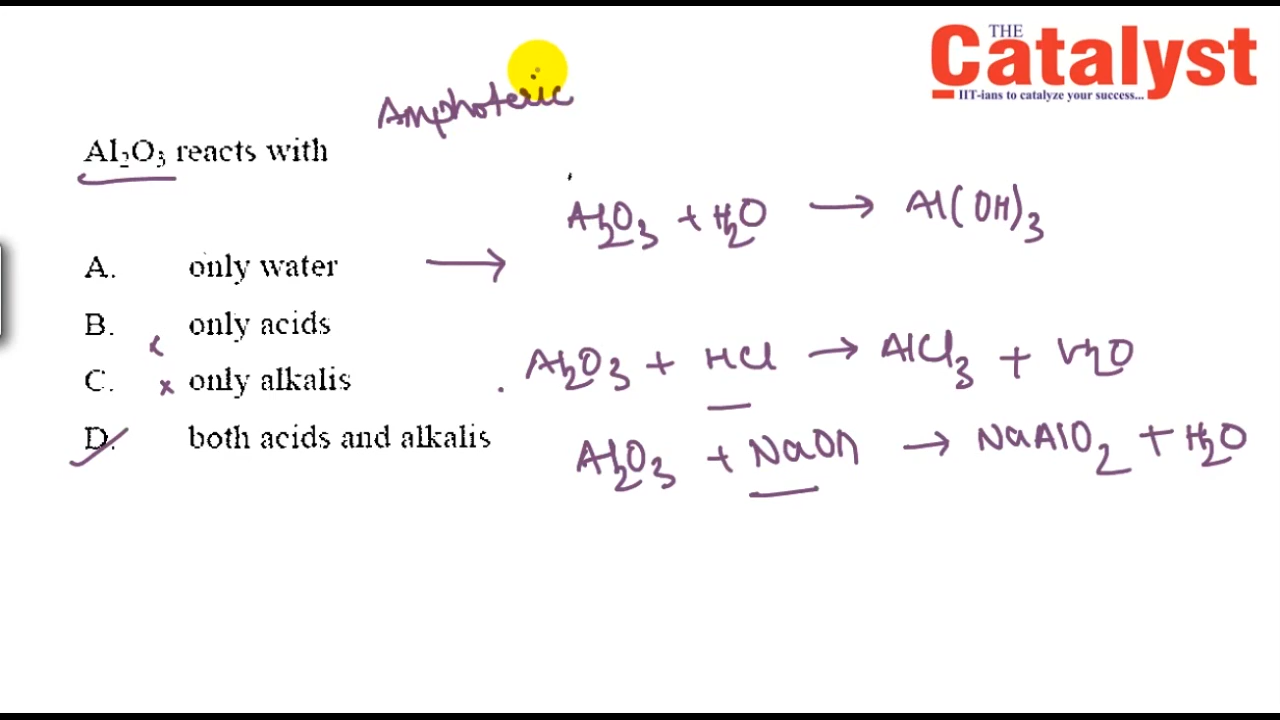 THE
Catalyst
IIT-ians to catalyze your success...
Amphoteric
Al₂O₃ reacts with
Al₂O₃ + H₂O → Al(OH)₃
A. only water →
B. only acids
Al₂O₃ + HCl → AlCl₃ + H₂O
C. x only alkalis
D. both acids and alkalis
Al₂O₃ + NaOH → NaAlO₂ + H₂O